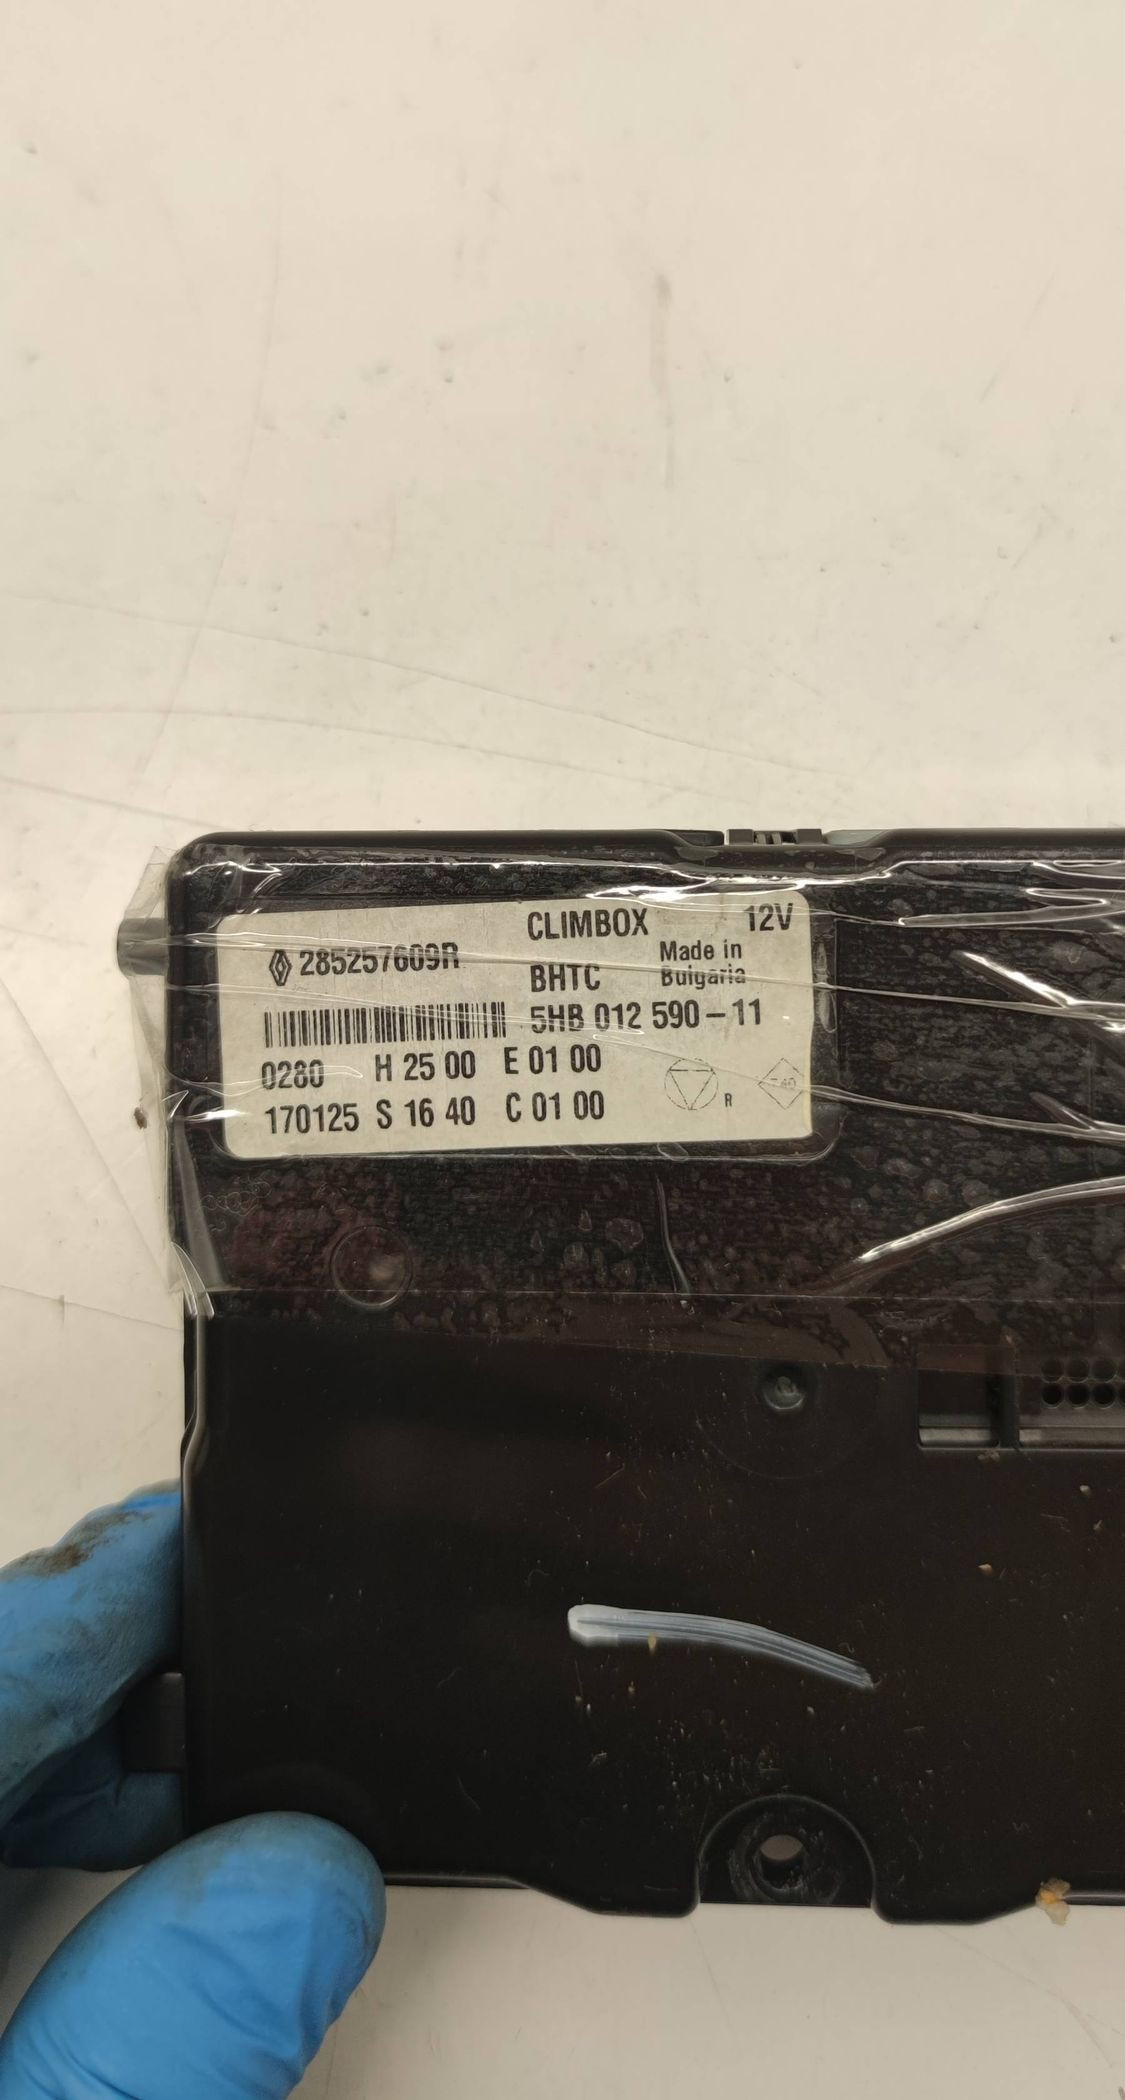 CLIMBOX 12V
285257609R
Made in
BHTC Bulgaria
5HB 012 590-11
0280 H 25 00 E 01 00
170125 S 16 40 C 01 00
R